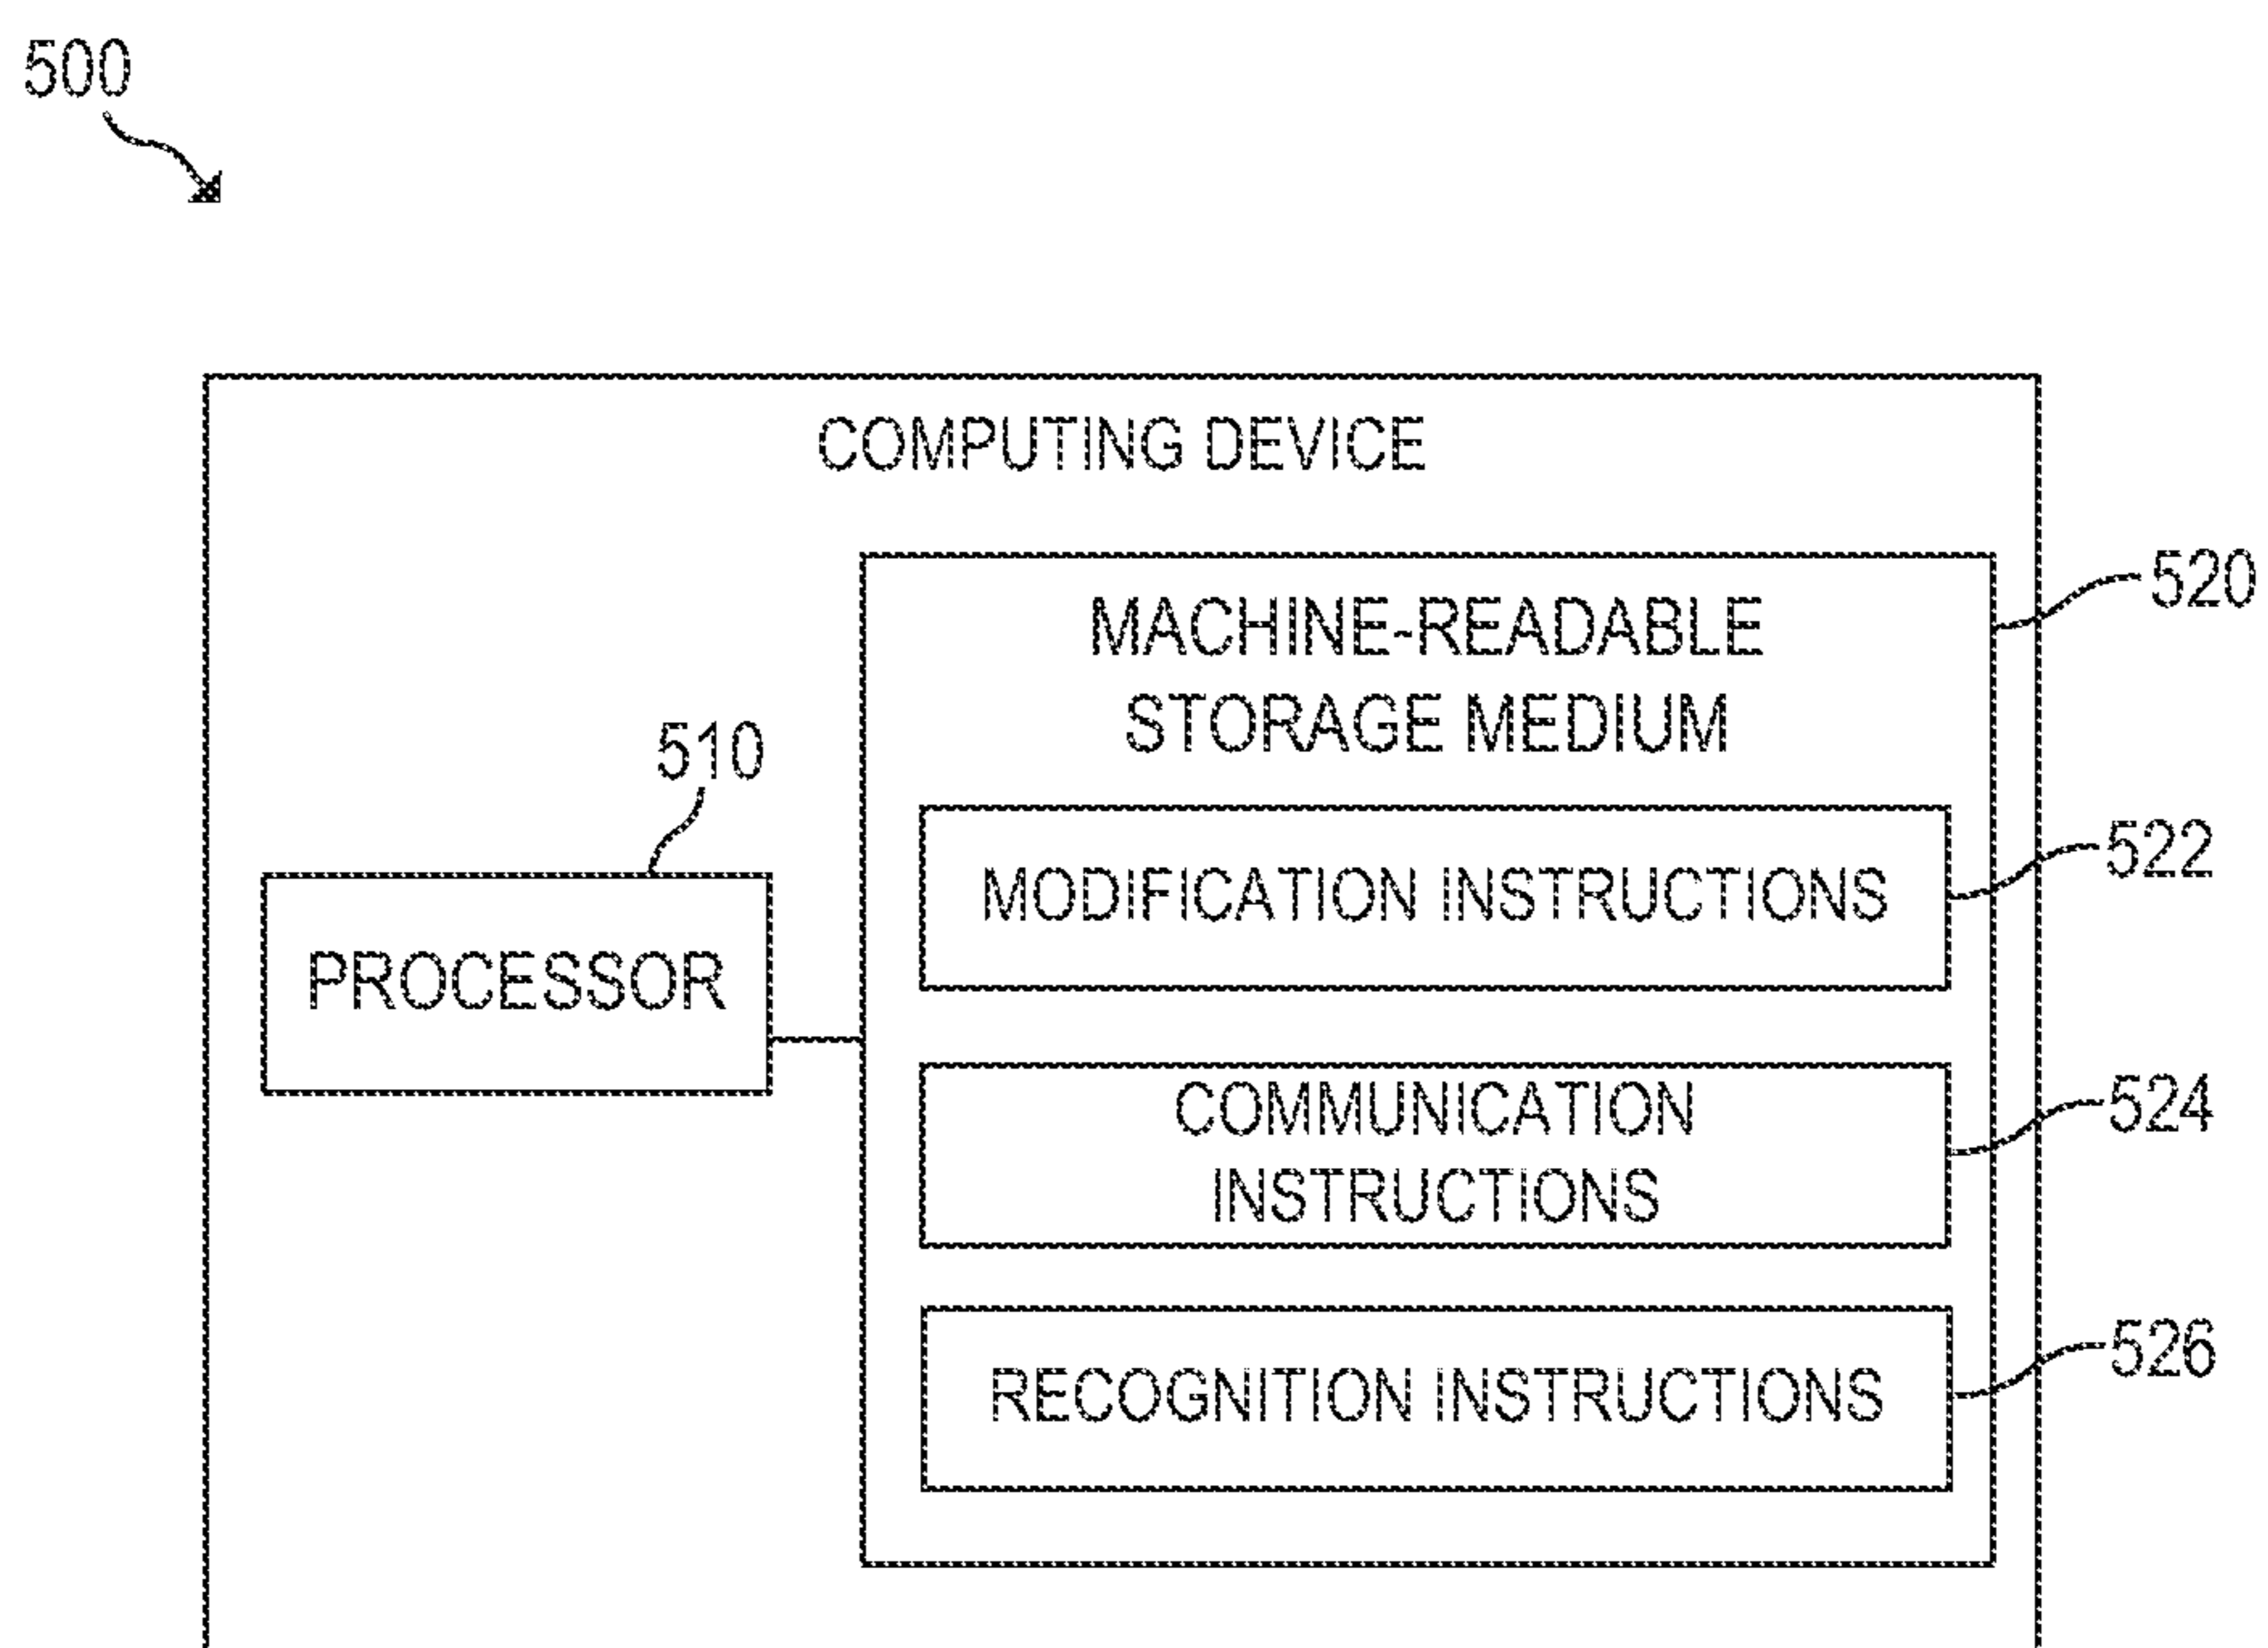 500
COMPUTING DEVICE
520
MACHINE-READABLE
STORAGE MEDIUM
510
522
MODIFICATION INSTRUCTIONS
PROCESSOR
524
COMMUNICATION
INSTRUCTIONS
526
RECOGNITION INSTRUCTIONS